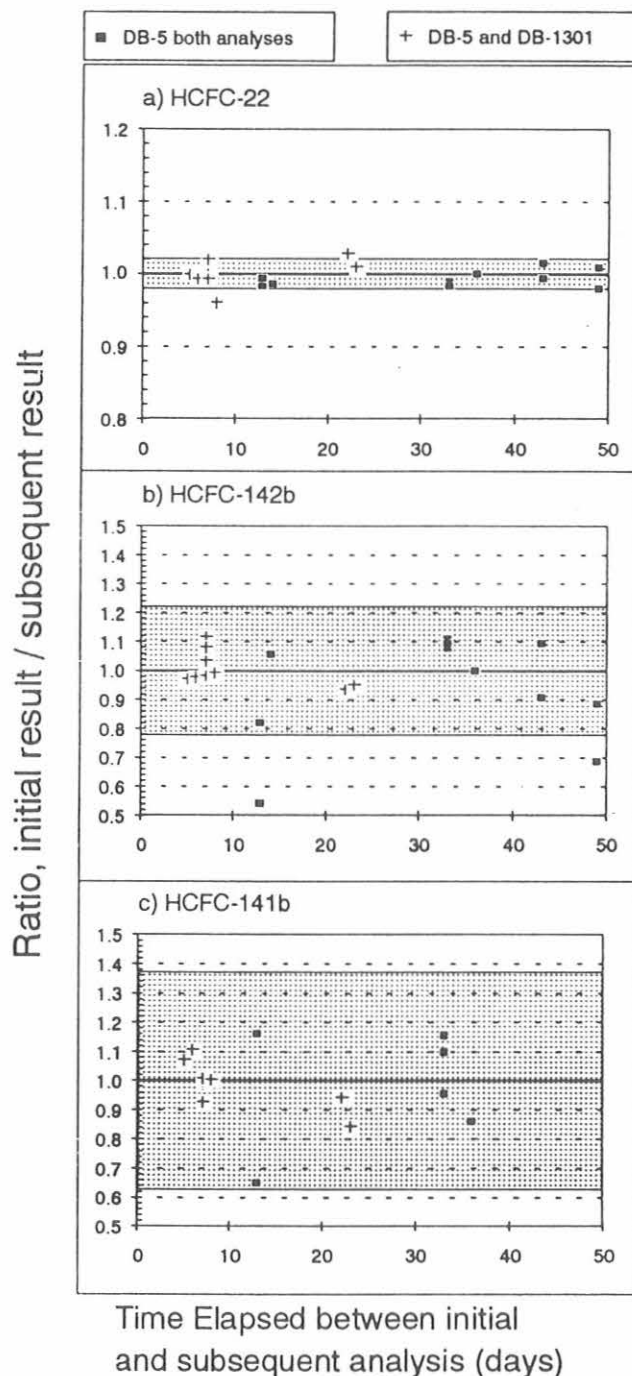 DB-5 both analyses
DB-5 and DB-1301
a) HCFC-22
1.2
1.1
1.0
0.9
0.8
0 10 20 30 40 50
b) HCFC-142b
1.5
1.4
1.3
1.2
1.1
1.0
0.9
0.8
0.7
0.6
0.5
0 10 20 30 40 50
c) HCFC-141b
1.5
1.4
1.3
1.2
1.1
1.0
0.9
0.8
0.7
0.6
0.5
0 10 20 30 40 50
Ratio, initial result / subsequent result
Time Elapsed between initial
and subsequent analysis (days)